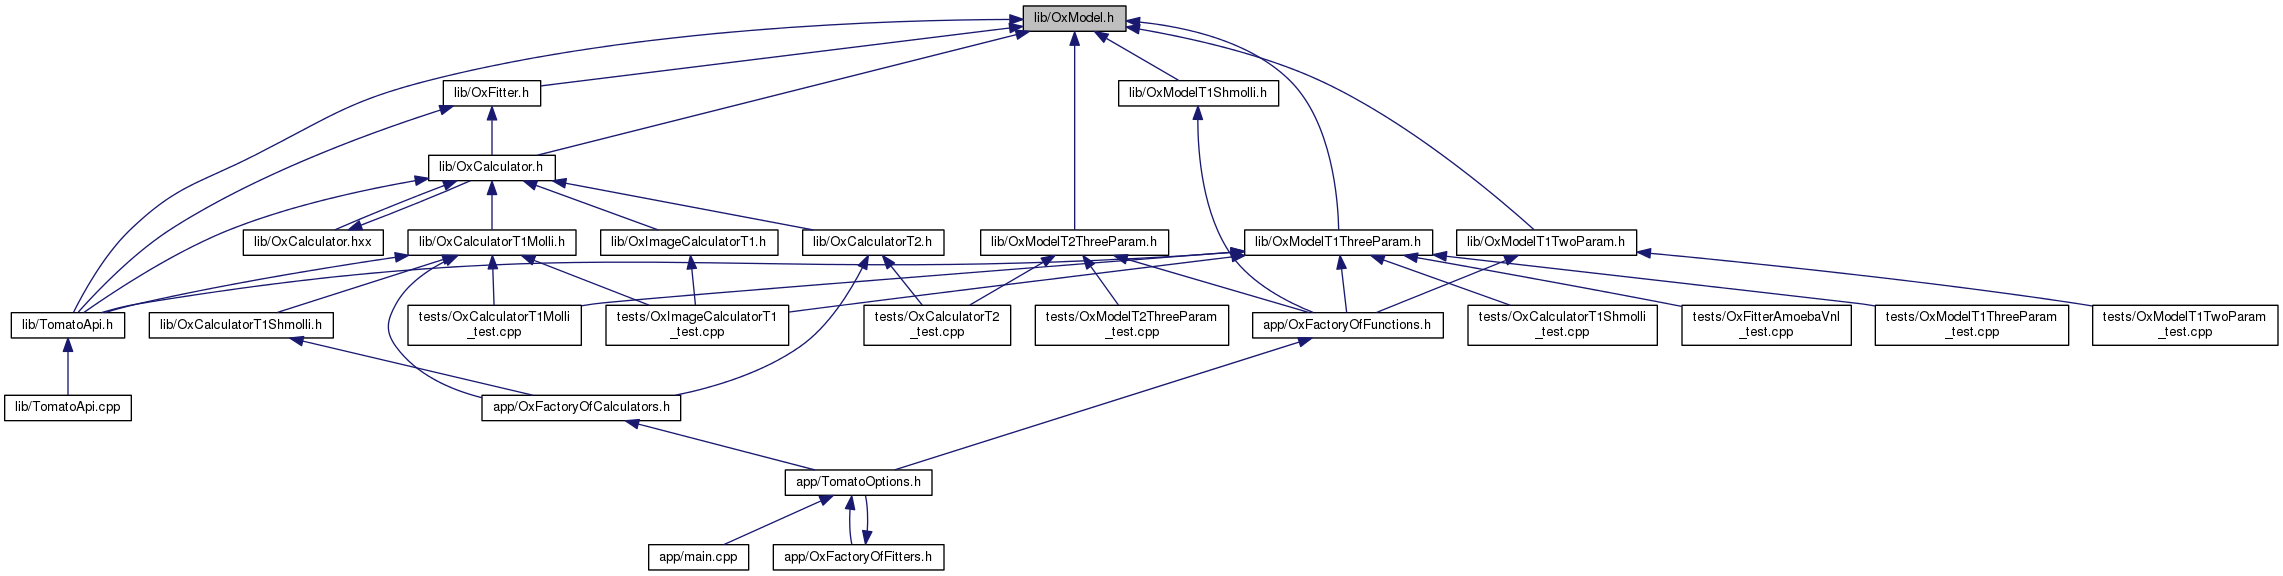 lib/OxModel.h
lib/OxFitter.h
lib/OxModelT1Shmolli.h
lib/OxCalculator.h
lib/OxCalculator.hxx
lib/OxCalculatorT1Molli.h
lib/OxImageCalculatorT1.h
lib/OxCalculatorT2.h
lib/OxModelT2ThreeParam.h
lib/OxModelT1ThreeParam.h
lib/OxModelT1TwoParam.h
lib/TomatoApi.h
lib/OxCalculatorT1Shmolli.h
tests/OxCalculatorT1Molli
_test.cpp
tests/OxImageCalculatorT1
_test.cpp
tests/OxCalculatorT2
_test.cpp
tests/OxModelT2ThreeParam
_test.cpp
app/OxFactoryOfFunctions.h
tests/OxCalculatorT1Shmolli
_test.cpp
tests/OxFitterAmoebaVnl
_test.cpp
tests/OxModelT1ThreeParam
_test.cpp
tests/OxModelT1TwoParam
_test.cpp
lib/TomatoApi.cpp
app/OxFactoryOfCalculators.h
app/TomatoOptions.h
app/main.cpp
app/OxFactoryOfFitters.h